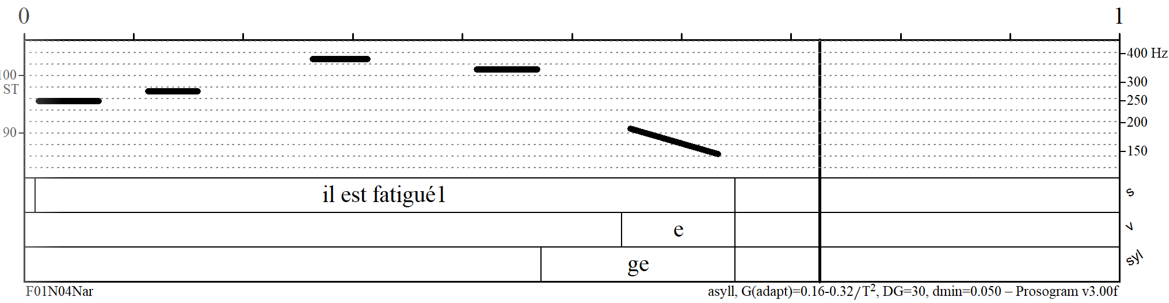 0 1
400 Hz
100
ST
300
250
200
90
150
il est fatigué1
s
e
v
ge
syl
F01N04Nar asyll, G(adapt)=0.16-0.32/T², DG=30, dmin=0.050 – Prosogram v3.00f